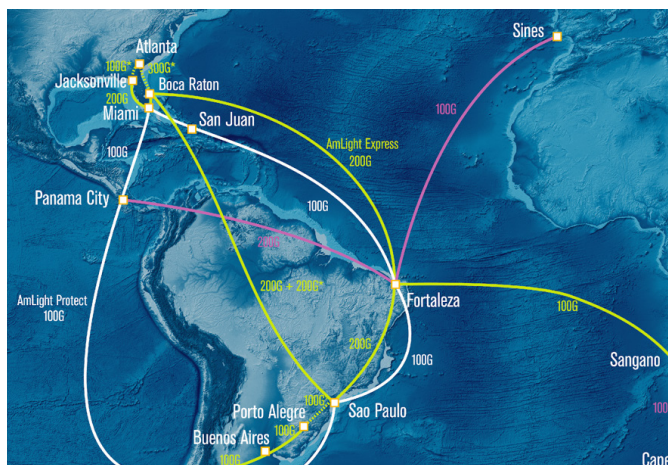 Sines
Atlanta
100G*
300G*
Jacksonville
Boca Raton
200G
Miami
San Juan
100G
AmLight Express
200G
100G
Panama City
100G
200G
AmLight Protect
100G
200G + 200G*
Fortaleza
100G
200G
100G
Sangano
100G
Porto Alegre
Sao Paulo
100G
100G
Buenos Aires
100G
Cape